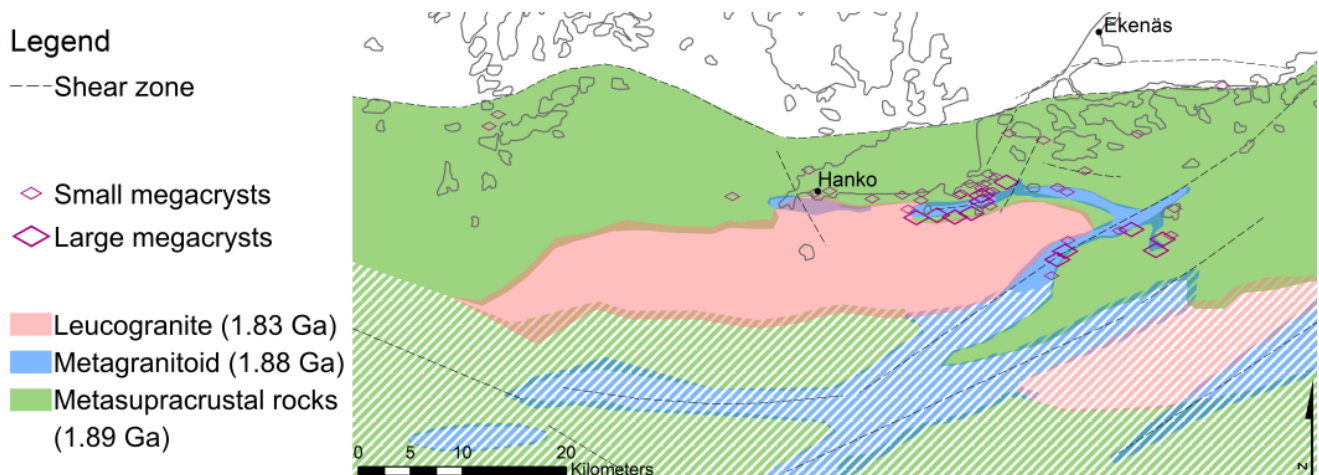 Legend
Shear zone
Small megacrysts
Large megacrysts
Leucogranite (1.83 Ga)
Metagranitoid (1.88 Ga)
Metasupracrustal rocks
(1.89 Ga)
Ekenäs
Hanko
0 5 10 20
Kilometers
N